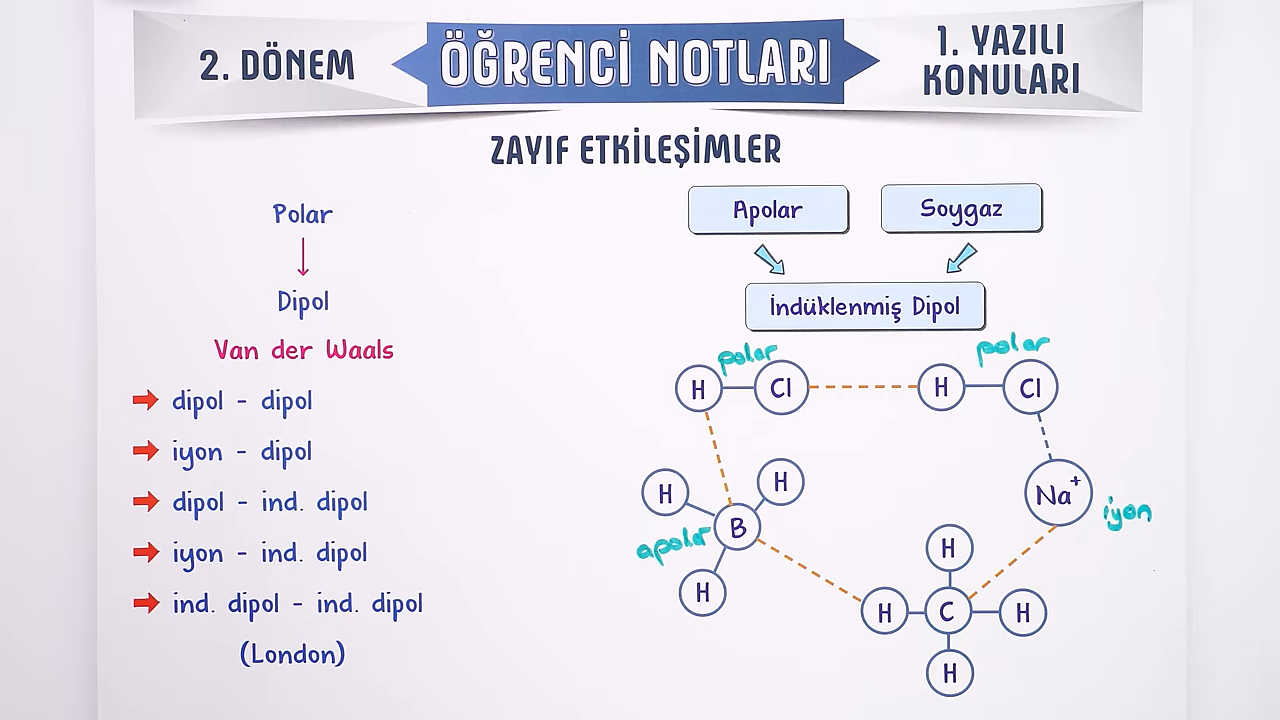 2. DÖNEM
ÖĞRENCİ NOTLARI
1. YAZILI
KONULARI
ZAYIF ETKİLEŞİMLER
Polar
Dipol
Van der Waals
dipol - dipol
iyon - dipol
dipol - ind. dipol
iyon - ind. dipol
ind. dipol - ind. dipol
(London)
Apolar
Soygaz
İndüklenmiş Dipol
polar
polar
H
Cl
H
Cl
H
H
Na⁺
iyon
B
apolar
H
H
H
C
H
H